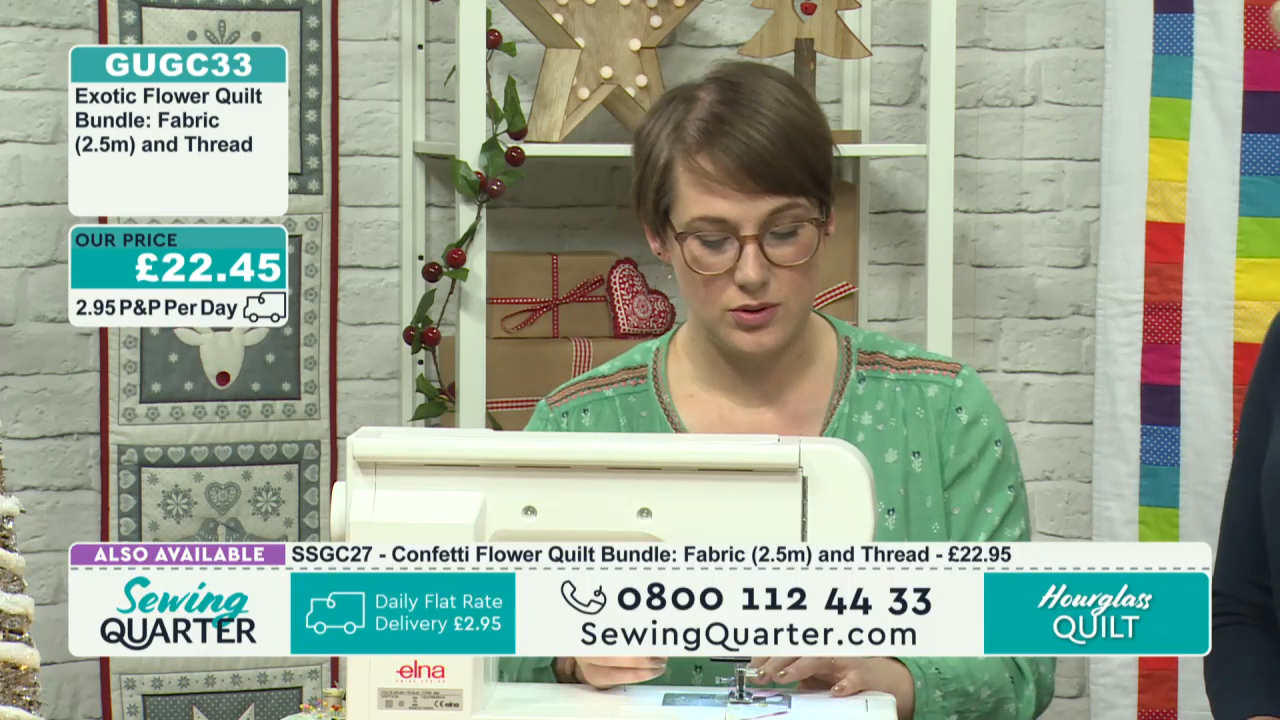 GUGC33
Exotic Flower Quilt
Bundle: Fabric
(2.5m) and Thread
OUR PRICE
£22.45
2.95 P&P Per Day
ALSO AVAILABLE
SSGC27 - Confetti Flower Quilt Bundle: Fabric (2.5m) and Thread - £22.95
Sewing
QUARTER
Daily Flat Rate
Delivery £2.95
0800 112 44 33
SewingQuarter.com
Hourglass
QUILT
elna